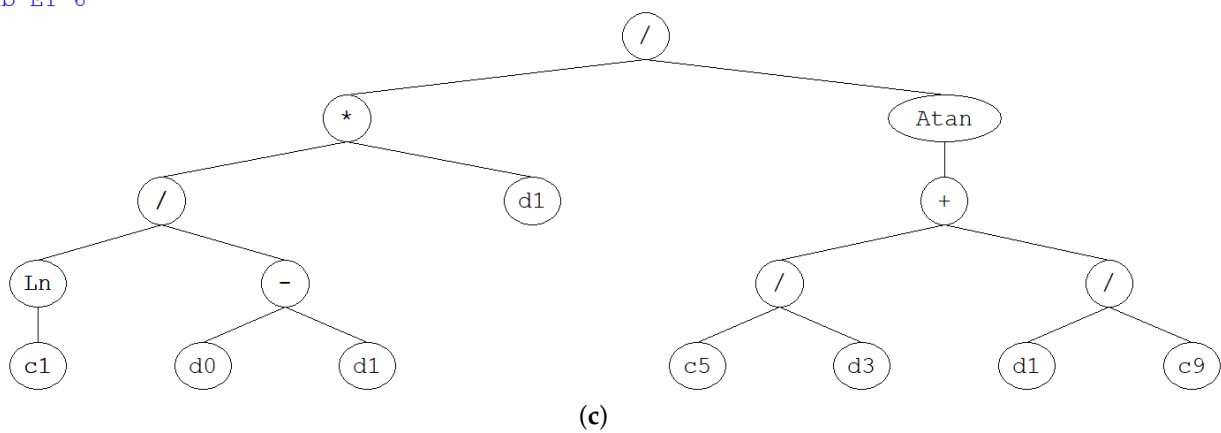 /
* Atan
/ d1 +
Ln - / /
c1 d0 d1 c5 d3 d1 c9
(c)